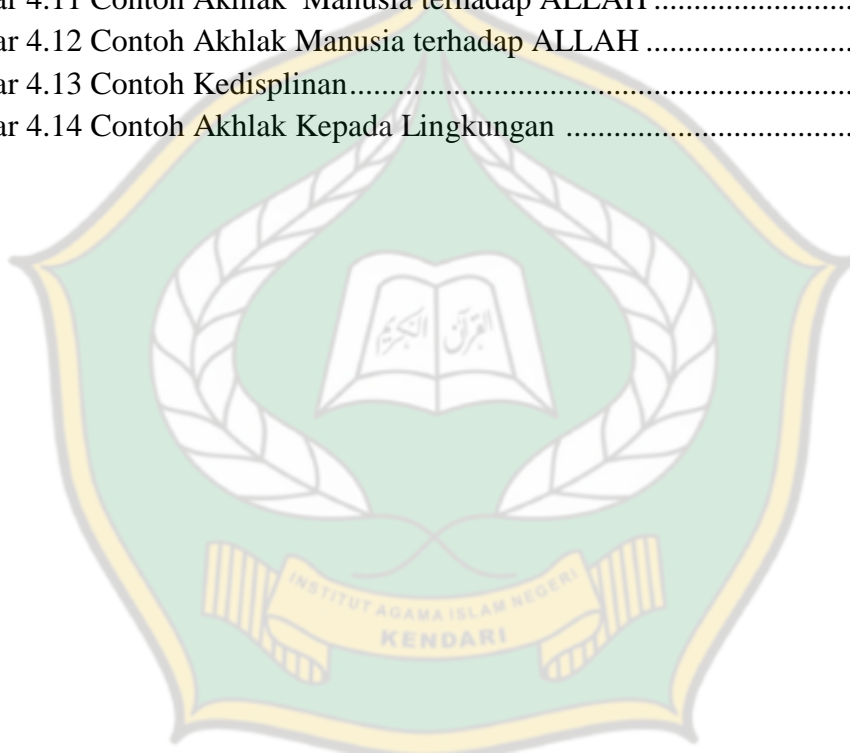 ar 4.11 Contoh Akhlak Manusia terhadap ALLAH ........................
ar 4.12 Contoh Akhlak Manusia terhadap ALLAH ..........................
ar 4.13 Contoh Kedisplinan...............................................................
ar 4.14 Contoh Akhlak Kepada Lingkungan ....................................
القرآن الكريم
INSTITUT AGAMA ISLAM NEGERI
KENDARI